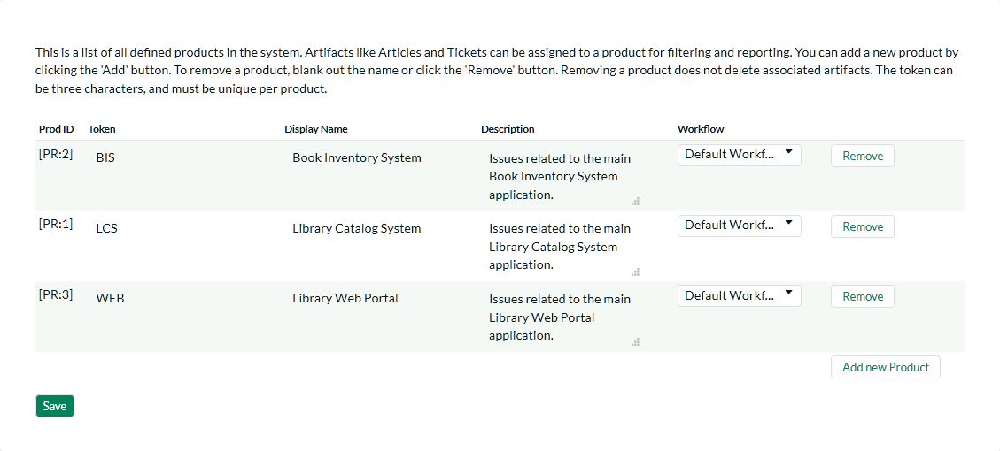 This is a list of all defined products in the system. Artifacts like Articles and Tickets can be assigned to a product for filtering and reporting. You can add a new product by
clicking the 'Add' button. To remove a product, blank out the name or click the 'Remove' button. Removing a product does not delete associated artifacts. The token can
be three characters, and must be unique per product.
Prod ID Token Display Name Description Workflow
[PR:2] BIS Book Inventory System Issues related to the main Default Workf... Remove
Book Inventory System
application.
[PR:1] LCS Library Catalog System Issues related to the main Default Workf... Remove
Library Catalog System
application.
[PR:3] WEB Library Web Portal Issues related to the main Default Workf... Remove
Library Web Portal
application.
Add new Product
Save